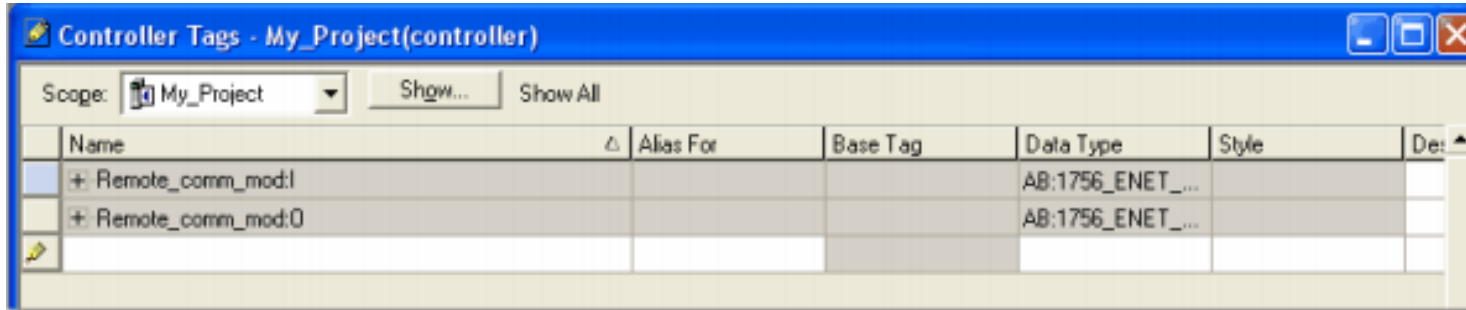 Controller Tags - My_Project(controller)
Scope: My_Project Show... Show All
Name Alias For Base Tag Data Type Style Des
Remote_comm_mod:I AB:1756_ENET_...
Remote_comm_mod:O AB:1756_ENET_...